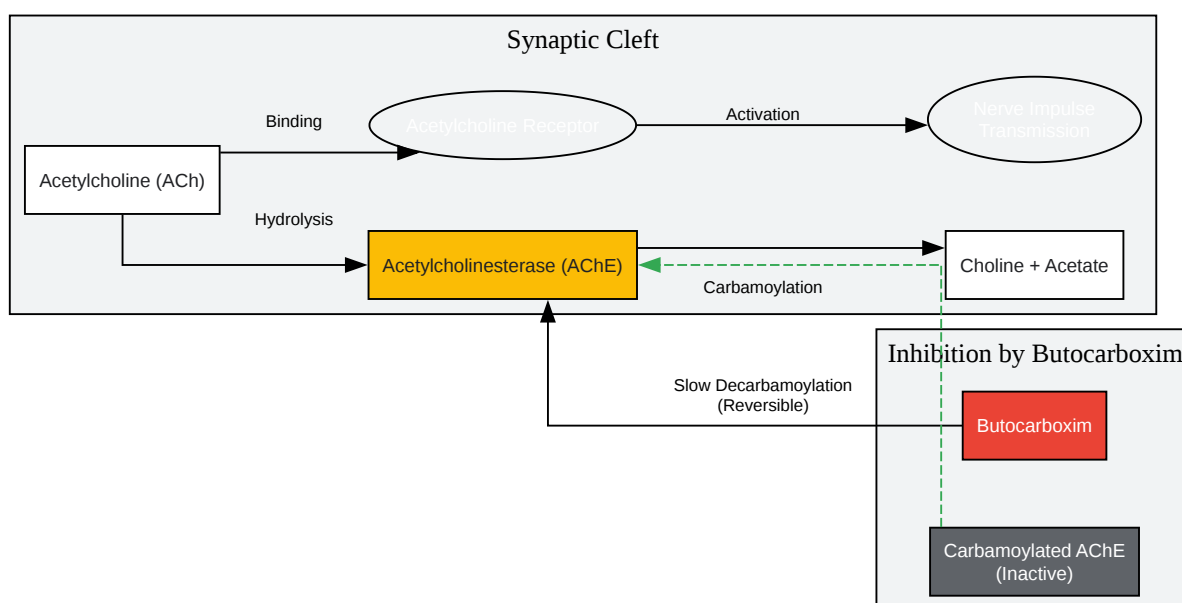 Synaptic Cleft
Binding
Acetylcholine Receptor
Activation
Nerve Impulse
Transmission
Acetylcholine (ACh)
Hydrolysis
Acetylcholinesterase (AChE)
Choline + Acetate
Carbamoylation
Inhibition by Butocarboxim
Slow Decarbamoylation
(Reversible)
Butocarboxim
Carbamoylated AChE
(Inactive)